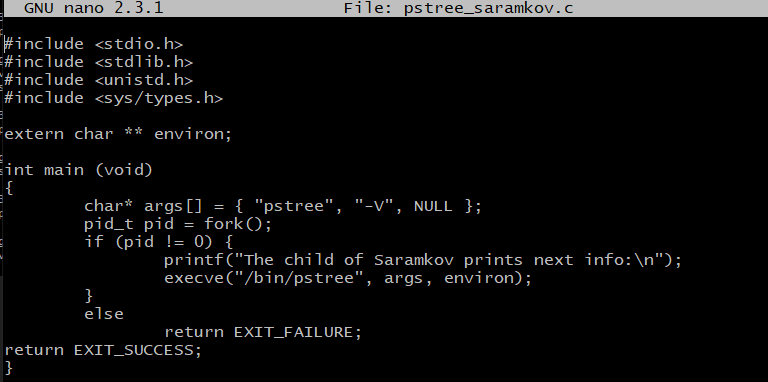 GNU nano 2.3.1 File: pstree_saramkov.c
#include <stdio.h>
#include <stdlib.h>
#include <unistd.h>
#include <sys/types.h>
extern char ** environ;
int main (void)
{
char* args[] = { "pstree", "-V", NULL };
pid_t pid = fork();
if (pid != 0) {
printf("The child of Saramkov prints next info:\n");
execve("/bin/pstree", args, environ);
}
else
return EXIT_FAILURE;
return EXIT_SUCCESS;
}